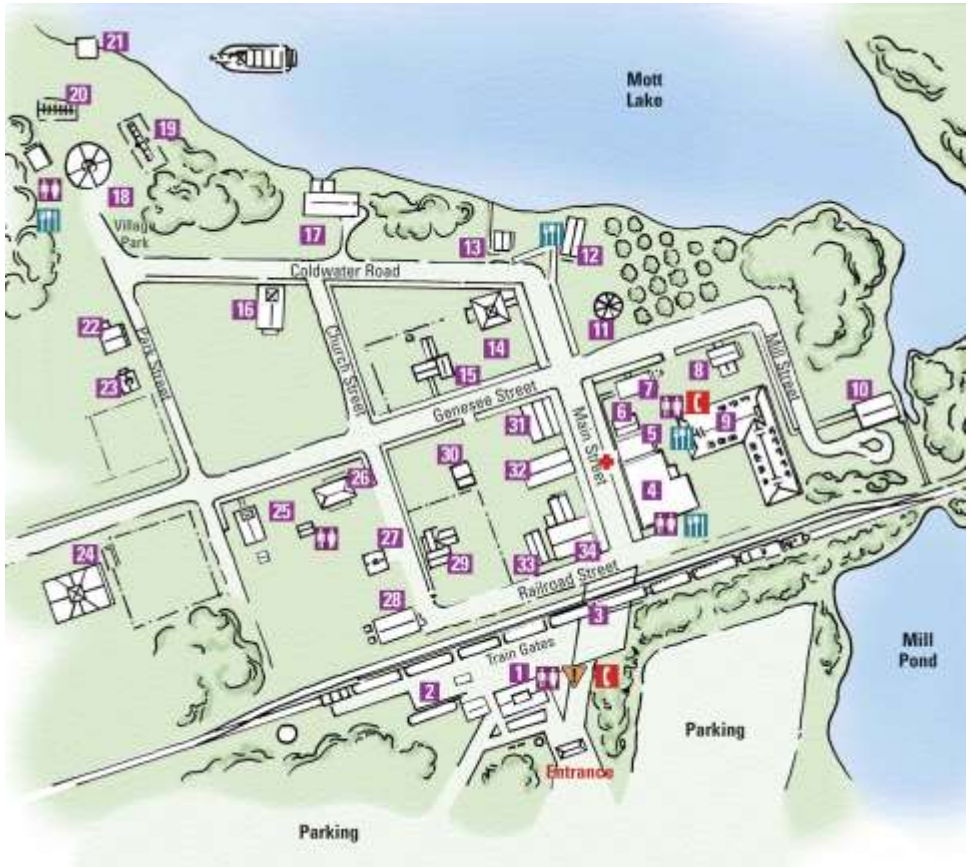 21
Mott
Lake
20
19
18
Village
Park
17
13
12
Coldwater Road
16
11
14
22
Park Street
Church Street
15
23
Genesee Street
Main Street
Mill Street
8
7
10
6
5
9
31
30
32
26
4
25
24
27
29
33
34
28
Railroad Street
3
Train Gates
1
!
2
Mill
Pond
Parking
Entrance
Parking